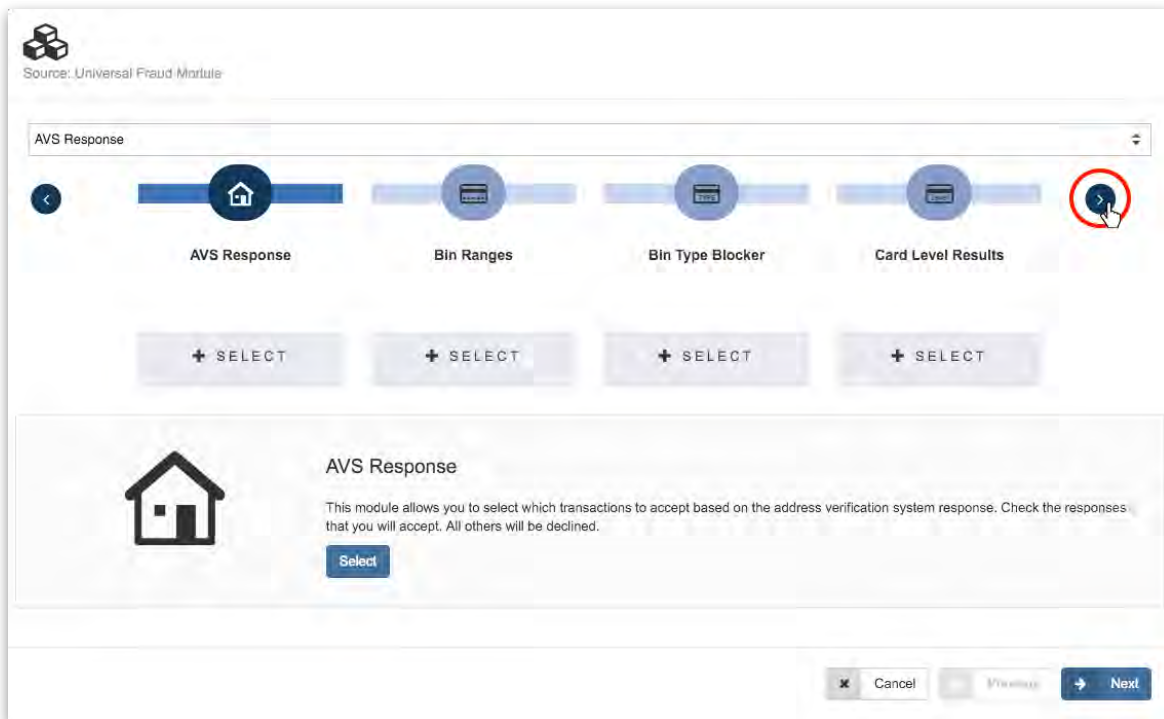 Source: Universal Fraud Module
AVS Response
AVS Response
Bin Ranges
Bin Type Blocker
Card Level Results
TYPE
+ SELECT
+ SELECT
+ SELECT
+ SELECT
AVS Response
This module allows you to select which transactions to accept based on the address verification system response. Check the responses
that you will accept. All others will be declined.
Select
Cancel
Previous
Next